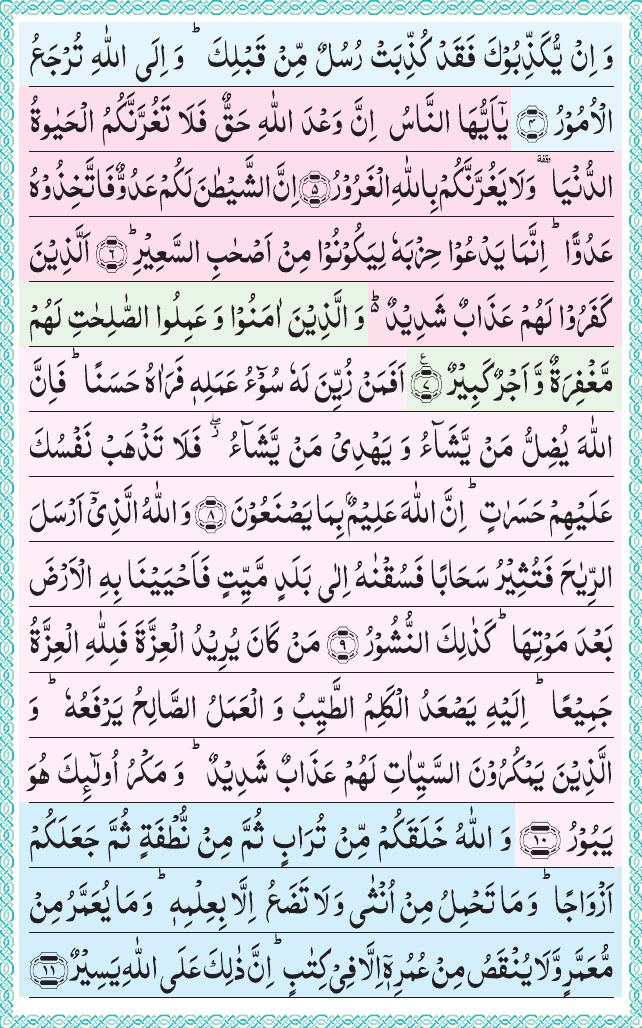 وَ اِنۡ يُّكَذِّبُوۡكَ فَقَدۡ كُذِّبَتۡ رُسُلٌ مِّنۡ قَبۡلِكَ ؕ وَ اِلَى اللّٰهِ تُرۡجَعُ
الۡاُمُوۡرُ ﴿۴﴾ يٰۤاَيُّهَا النَّاسُ اِنَّ وَعۡدَ اللّٰهِ حَقٌّ فَلَا تَغُرَّنَّكُمُ الۡحَيٰوةُ
الدُّنۡيَا ٝ وَلَا يَغُرَّنَّكُمۡ بِاللّٰهِ الۡغَرُوۡرُ ﴿۵﴾ اِنَّ الشَّيۡطٰنَ لَكُمۡ عَدُوٌّ فَاتَّخِذُوۡهُ
عَدُوًّا ؕ اِنَّمَا يَدۡعُوۡا حِزۡبَهٗ لِيَكُوۡنُوۡا مِنۡ اَصۡحٰبِ السَّعِيۡرِ ؕ ﴿۶﴾ اَلَّذِيۡنَ
كَفَرُوۡا لَهُمۡ عَذَابٌ شَدِيۡدٌ ؕ۬ وَ الَّذِيۡنَ اٰمَنُوۡا وَ عَمِلُوا الصّٰلِحٰتِ لَهُمۡ
مَّغۡفِرَةٌ وَّ اَجۡرٌ كَبِيۡرٌ ﴿۷﴾ ع اَفَمَنۡ زُيِّنَ لَهٗ سُوۡٓءُ عَمَلِهٖ فَرَاٰهُ حَسَنًا ؕ فَاِنَّ
اللّٰهَ يُضِلُّ مَنۡ يَّشَآءُ وَ يَهۡدِىۡ مَنۡ يَّشَآءُ ۖ٘ فَلَا تَذۡهَبۡ نَفۡسُكَ
عَلَيۡهِمۡ حَسَرٰتٍ ؕ اِنَّ اللّٰهَ عَلِيۡمٌۢ بِمَا يَصۡنَعُوۡنَ ﴿۸﴾ وَ اللّٰهُ الَّذِىۡۤ اَرۡسَلَ
الرِّيٰحَ فَتُثِيۡرُ سَحَابًا فَسُقۡنٰهُ اِلٰى بَلَدٍ مَّيِّتٍ فَاَحۡيَيۡنَا بِهِ الۡاَرۡضَ
بَعۡدَ مَوۡتِهَا ؕ كَذٰلِكَ النُّشُوۡرُ ﴿۹﴾ مَنۡ كَانَ يُرِيۡدُ الۡعِزَّةَ فَلِلّٰهِ الۡعِزَّةُ
جَمِيۡعًا ؕ اِلَيۡهِ يَصۡعَدُ الۡكَلِمُ الطَّيِّبُ وَ الۡعَمَلُ الصَّالِحُ يَرۡفَعُهٗ ؕ وَ
الَّذِيۡنَ يَمۡكُرُوۡنَ السَّيِّاٰتِ لَهُمۡ عَذَابٌ شَدِيۡدٌ ؕ وَ مَكۡرُ اُولٰٓئِكَ هُوَ
يَبُوۡرُ ﴿۱۰﴾ وَ اللّٰهُ خَلَقَكُمۡ مِّنۡ تُرَابٍ ثُمَّ مِنۡ نُّطۡفَةٍ ثُمَّ جَعَلَكُمۡ
اَزۡوَاجًا ؕ وَ مَا تَحۡمِلُ مِنۡ اُنۡثٰى وَ لَا تَضَعُ اِلَّا بِعِلۡمِهٖ ؕ وَ مَا يُعَمَّرُ مِنۡ
مُّعَمَّرٍ وَّ لَا يُنۡقَصُ مِنۡ عُمُرِهٖۤ اِلَّا فِىۡ كِتٰبٍ ؕ اِنَّ ذٰلِكَ عَلَى اللّٰهِ يَسِيۡرٌ ﴿۱۱﴾